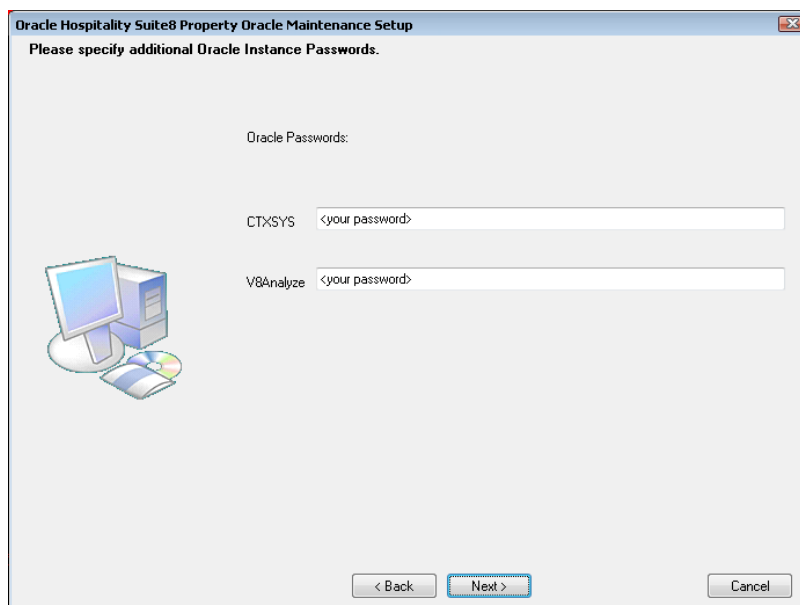 Oracle Hospitality Suite8 Property Oracle Maintenance Setup
Please specify additional Oracle Instance Passwords.
Oracle Passwords:
CTXSYS <your password>
V8Analyze <your password>
< Back Next > Cancel